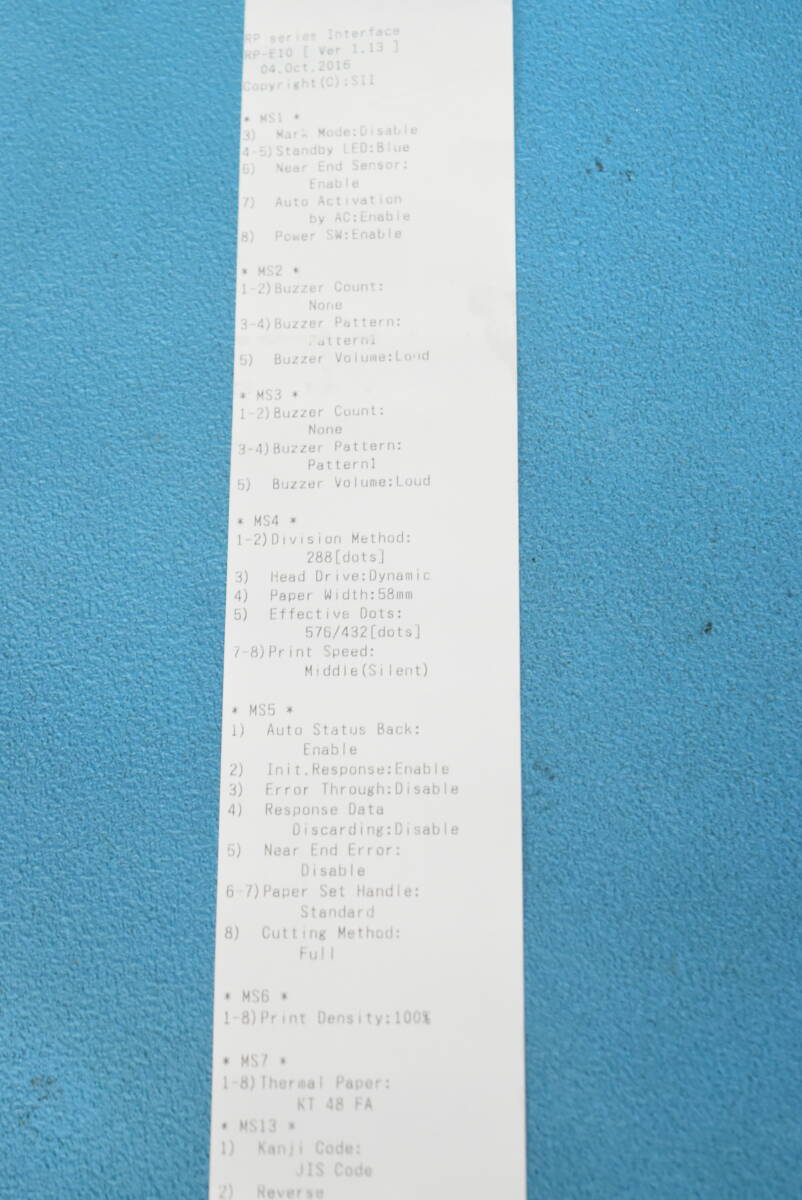 RP series Interface
RP-E10 [ Ver 1.13 ]
04.Oct.2016
Copyright(C):SII
* MS1 *
3) Mark Mode:Disable
4-5)Standby LED:Blue
6) Near End Sensor:
Enable
7) Auto Activation
by AC:Enable
8) Power SW:Enable
* MS2 *
1-2)Buzzer Count:
None
3-4)Buzzer Pattern:
Pattern1
5) Buzzer Volume:Loud
* MS3 *
1-2)Buzzer Count:
None
3-4)Buzzer Pattern:
Pattern1
5) Buzzer Volume:Loud
* MS4 *
1-2)Division Method:
288[dots]
3) Head Drive:Dynamic
4) Paper Width:58mm
5) Effective Dots:
576/432[dots]
7-8)Print Speed:
Middle(Silent)
* MS5 *
1) Auto Status Back:
Enable
2) Init.Response:Enable
3) Error Through:Disable
4) Response Data
Discarding:Disable
5) Near End Error:
Disable
6-7)Paper Set Handle:
Standard
8) Cutting Method:
Full
* MS6 *
1-8)Print Density:100%
* MS7 *
1-8)Thermal Paper:
KT 48 FA
* MS13 *
1) Kanji Code:
JIS Code
2) Reverse